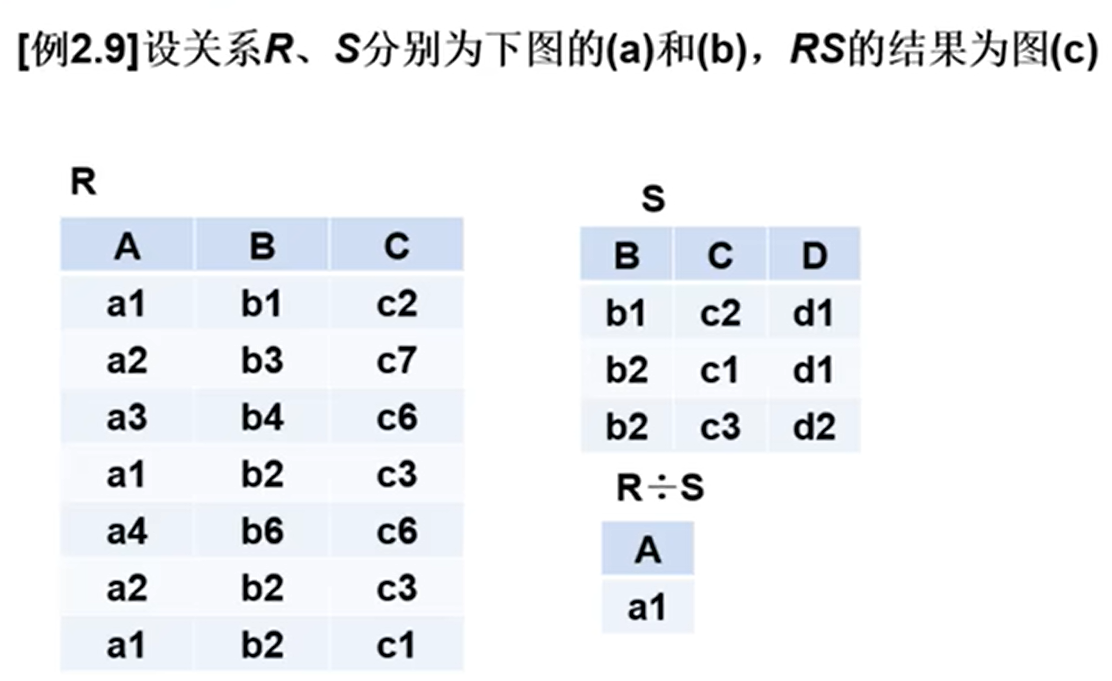 [例2.9]设关系R、S分别为下图的(a)和(b)，RS的结果为图(c)
R
A B C
a1 b1 c2
a2 b3 c7
a3 b4 c6
a1 b2 c3
a4 b6 c6
a2 b2 c3
a1 b2 c1
S
B C D
b1 c2 d1
b2 c1 d1
b2 c3 d2
R÷S
A
a1